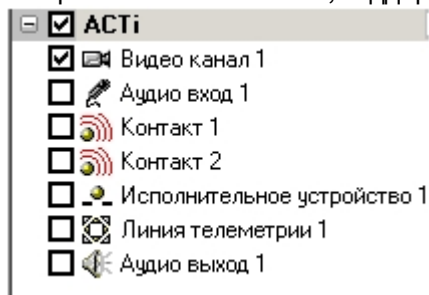 ACTi
Видео канал 1
Аудио вход 1
Контакт 1
Контакт 2
Исполнительное устройство 1
Линия телеметрии 1
Аудио выход 1